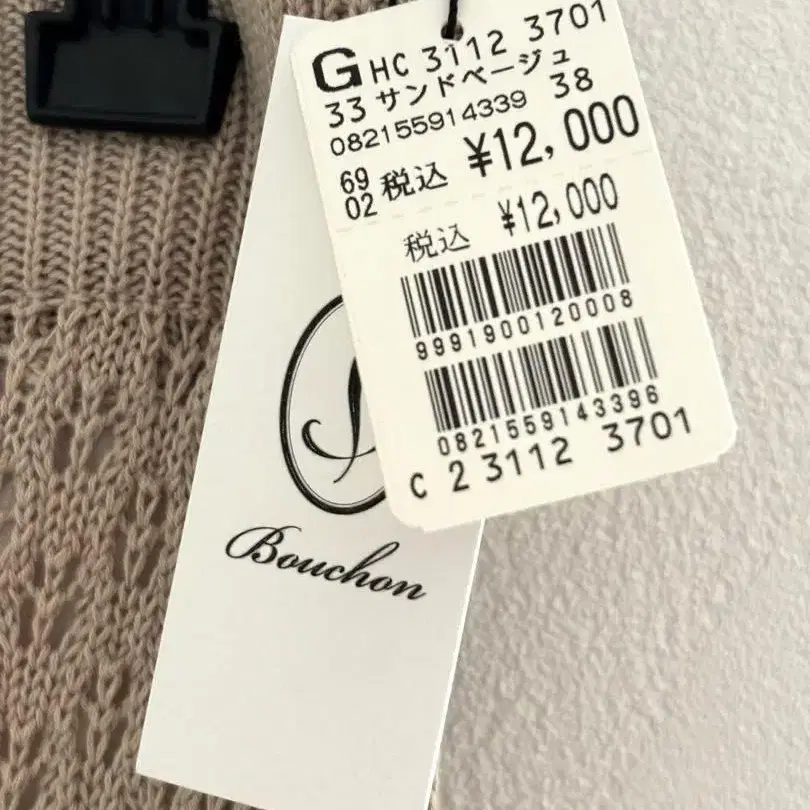 G HC 3112 3701
33 サンドベージュ
082155914339 38
69
02 税込 ¥12,000
税込 ¥12,000
9991900120008
0821559143396
C 2 3112 3701
Bouchon